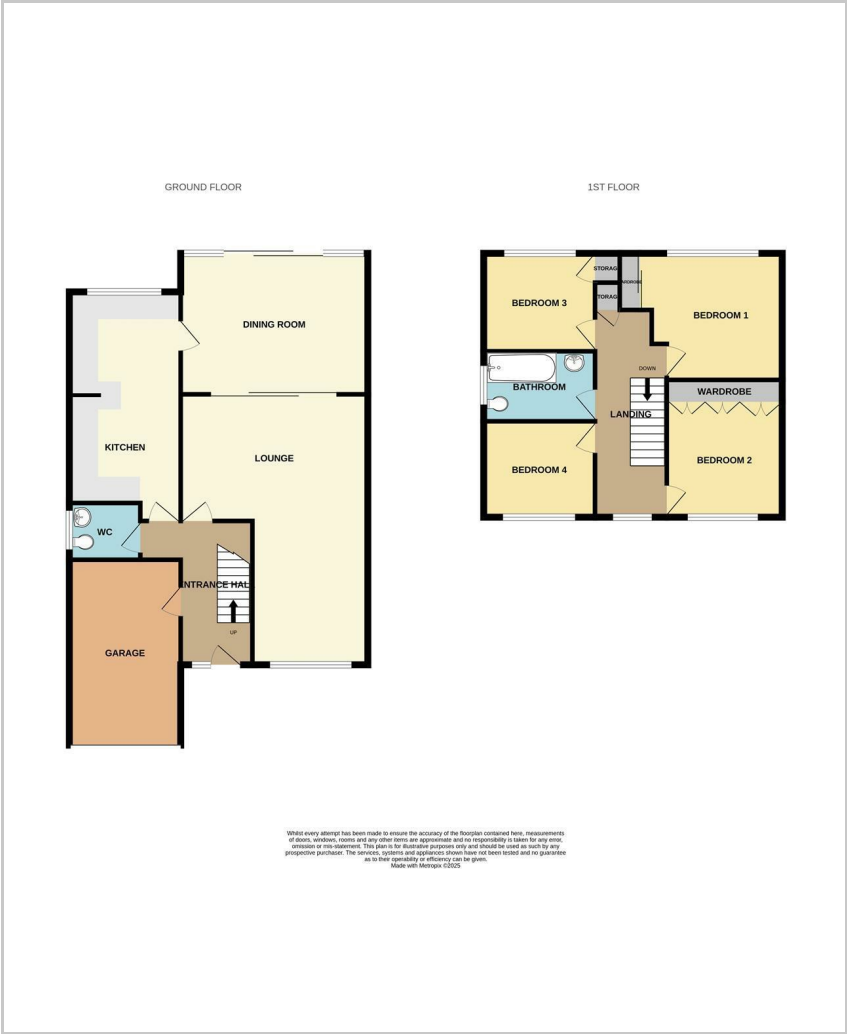 GROUND FLOOR
1ST FLOOR
DINING ROOM
KITCHEN
LOUNGE
WC
NTRANCE HAL
UP
GARAGE
STORAG
TORAG
ARDROBE
BEDROOM 3
BEDROOM 1
DOWN
BATHROOM
WARDROBE
LANDING
BEDROOM 4
BEDROOM 2
Whilst every attempt has been made to ensure the accuracy of the floorplan contained here, measurements
of doors, windows, rooms and any other items are approximate and no responsibility is taken for any error,
omission or mis-statement. This plan is for illustrative purposes only and should be used as such by any
prospective purchaser. The services, systems and appliances shown have not been tested and no guarantee
as to their operability or efficiency can be given.
Made with Metropix ©2025